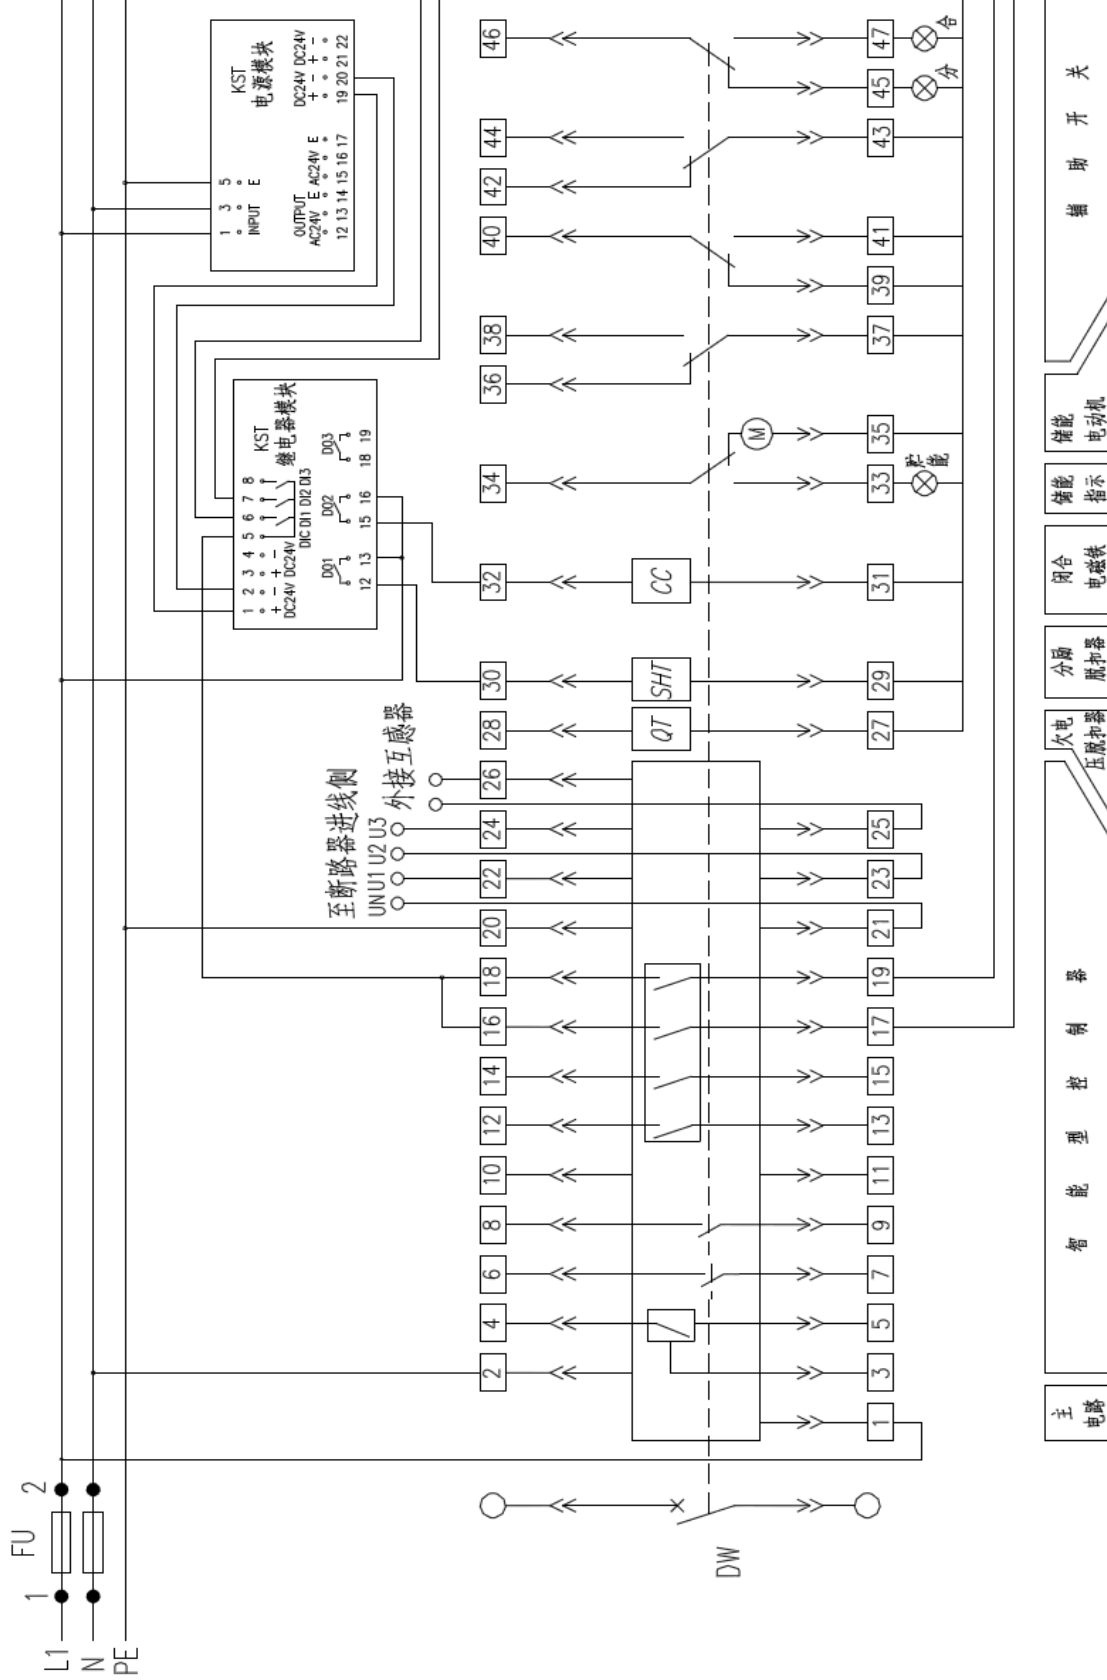 L1
N
PE
FU
1 2
KST
电源模块
1 3 5
INPUT E
OUTPUT
AC24V E AC24V E
12 13 14 15 16 17
DC24V DC24V
+ - + -
19 20 21 22
KST
继电器模块
1 2 3 4 5 6 7 8
+ - + -
DC24V DC24V
DIC DI1 DI2 DI3
DQ1 DQ2 DQ3
12 13 15 16 18 19
至断路器进线侧
UN U1 U2 U3
外接互感器
2 4 6 8 10 12 14 16 18 20 22 24 26 28 30 32 34 36 38 40 42 44 46
QT SHT CC
M
DW
1 3 5 7 9 11 13 15 17 19 21 23 25 27 29 31 33 35 37 39 41 43 45 47
贮能
分
合
主电路
智能型控制器
欠电压脱扣器
分励脱扣器
闭合电磁铁
储能指示
储能电动机
辅助开关